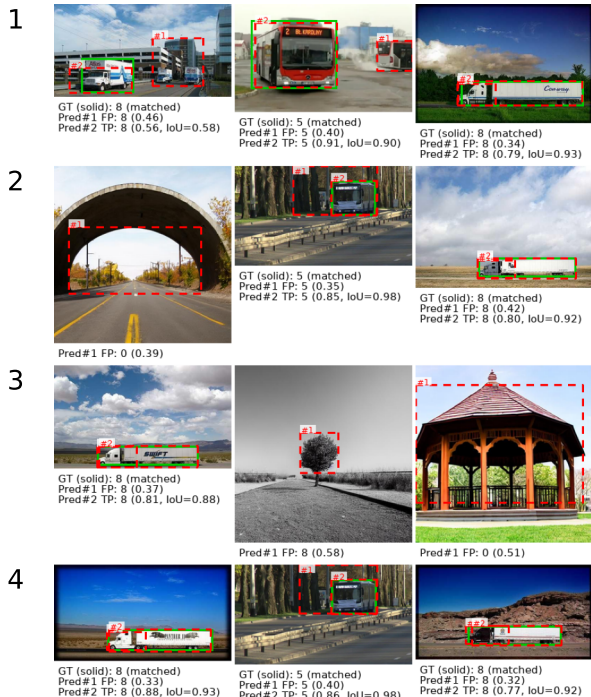 1
#1
#2
GT (solid): 8 (matched)
Pred#1 FP: 8 (0.46)
Pred#2 TP: 8 (0.56, IoU=0.58)
#2
#1
2
GT (solid): 5 (matched)
Pred#1 FP: 5 (0.40)
Pred#2 TP: 5 (0.91, IoU=0.90)
#2
Conway
GT (solid): 8 (matched)
Pred#1 FP: 8 (0.34)
Pred#2 TP: 8 (0.79, IoU=0.93)
2
#1
Pred#1 FP: 0 (0.39)
#1
#2
GT (solid): 5 (matched)
Pred#1 FP: 5 (0.35)
Pred#2 TP: 5 (0.85, IoU=0.98)
#2
GT (solid): 8 (matched)
Pred#1 FP: 8 (0.42)
Pred#2 TP: 8 (0.80, IoU=0.92)
3
#2
SWIFT
GT (solid): 8 (matched)
Pred#1 FP: 8 (0.37)
Pred#2 TP: 8 (0.81, IoU=0.88)
#1
Pred#1 FP: 8 (0.58)
#1
Pred#1 FP: 0 (0.51)
4
#2
GT (solid): 8 (matched)
Pred#1 FP: 8 (0.33)
Pred#2 TP: 8 (0.88, IoU=0.93)
#1
#2
GT (solid): 5 (matched)
Pred#1 FP: 5 (0.40)
Pred#2 TP: 5 (0.86, IoU=0.98)
##2
GT (solid): 8 (matched)
Pred#1 FP: 8 (0.32)
Pred#2 TP: 8 (0.77, IoU=0.92)